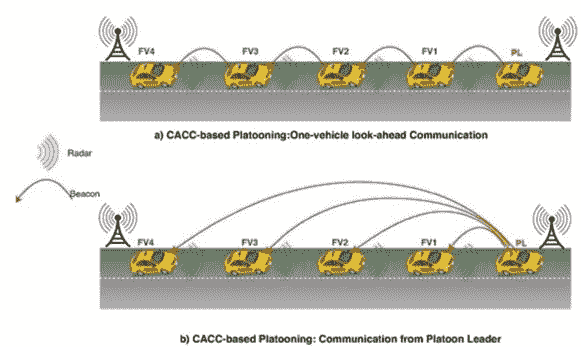 FV4 FV3 FV2 FV1 PL
a) CACC-based Platooning:One-vehicle look-ahead Communication
Radar
Beacon
FV4 FV3 FV2 FV1 PL
b) CACC-based Platooning: Communication from Platoon Leader